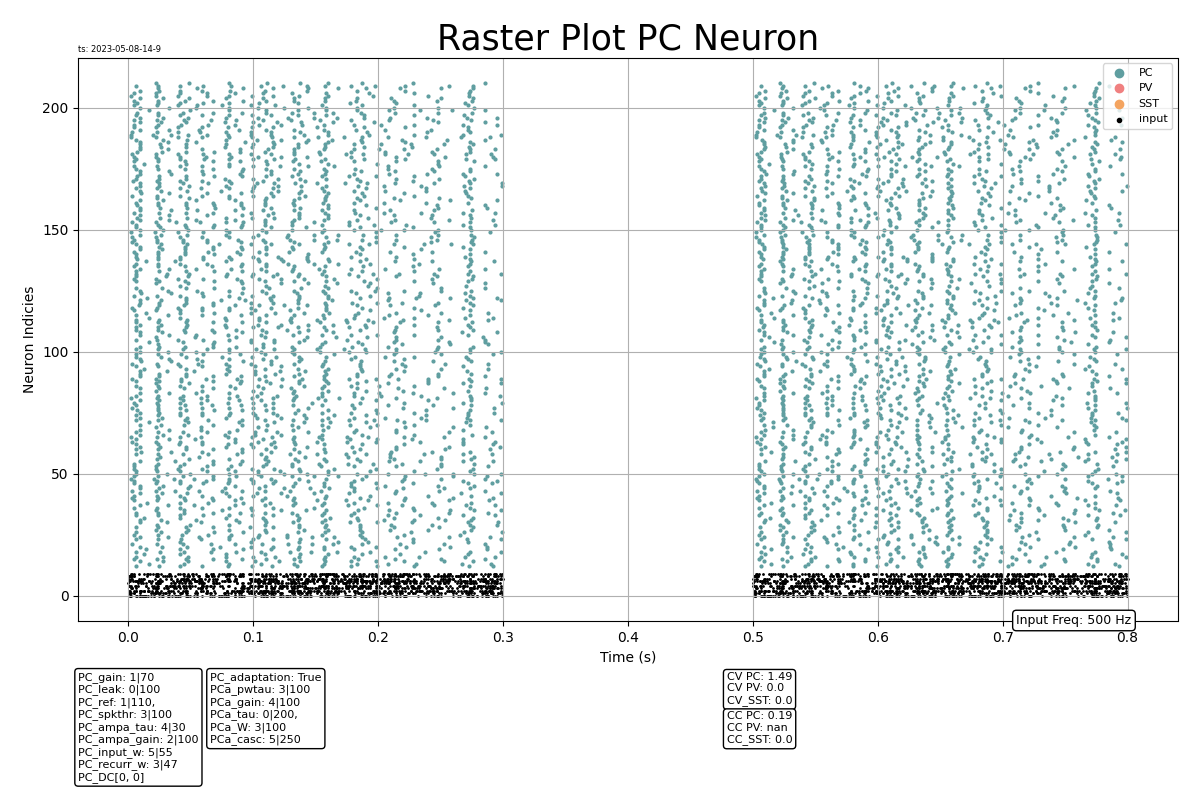 Raster Plot PC Neuron
ts: 2023-05-08-14-9
PC
PV
SST
input
200
150
100
50
0
Neuron Indicies
0.0 0.1 0.2 0.3 0.4 0.5 0.6 0.7 0.8
Input Freq: 500 Hz
Time (s)
PC_gain: 1|70
PC_leak: 0|100
PC_ref: 1|110,
PC_spkthr: 3|100
PC_ampa_tau: 4|30
PC_ampa_gain: 2|100
PC_input_w: 5|55
PC_recurr_w: 3|47
PC_DC[0, 0]
PC_adaptation: True
PCa_pwtau: 3|100
PCa_gain: 4|100
PCa_tau: 0|200,
PCa_W: 3|100
PCa_casc: 5|250
CV PC: 1.49
CV PV: 0.0
CV_SST: 0.0
CC PC: 0.19
CC PV: nan
CC_SST: 0.0